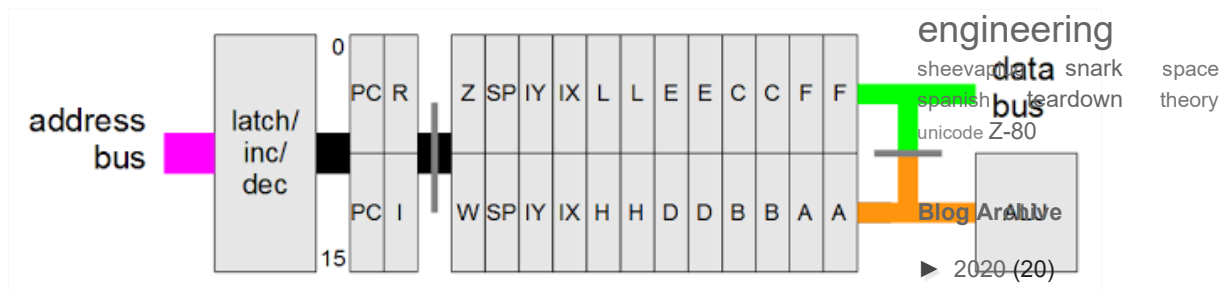 engineering
sheevaplug snark space
spanish teardown theory
unicode Z-80
Blog Archive
► 2020 (20)
address
bus
latch/
inc/
dec
0
15
PC R
PC I
Z SP IY IX L L E E C C F F
W SP IY IX H H D D B B A A
data
bus
ALU